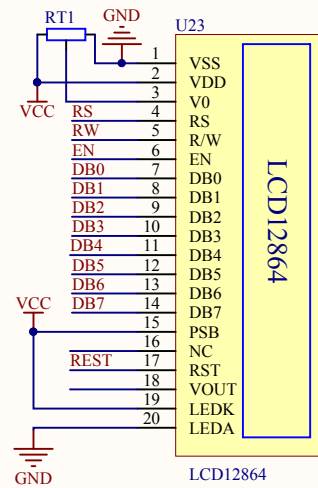 RT1 GND U23
VCC
1 VSS
2 VDD
3 V0
RS 4 RS
RW 5 R/W
EN 6 EN
DB0 7 DB0
DB1 8 DB1
DB2 9 DB2
DB3 10 DB3
DB4 11 DB4
DB5 12 DB5
DB6 13 DB6
DB7 14 DB7
VCC 15 PSB
16 NC
REST 17 RST
18 VOUT
19 LEDK
20 LEDA
GND
LCD12864
LCD12864